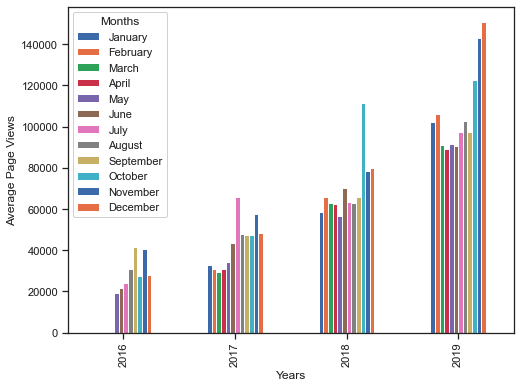 Months
January
February
March
April
May
June
July
August
September
October
November
December
Average Page Views
140000
120000
100000
80000
60000
40000
20000
0
2016
2017
2018
2019
Years